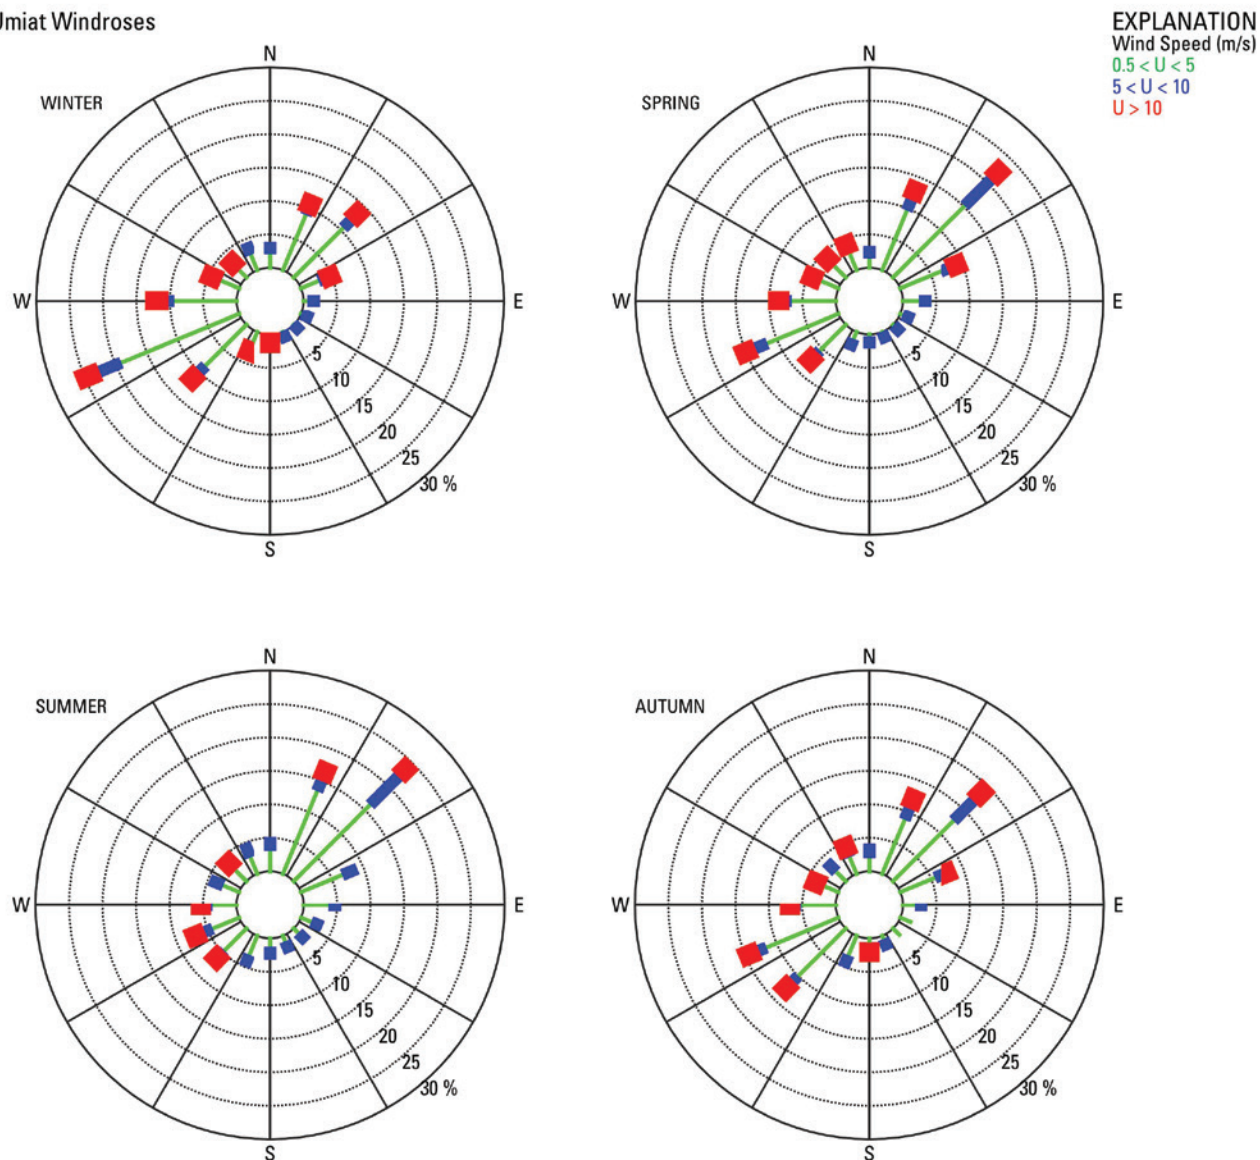 Umiat Windroses
EXPLANATION
Wind Speed (m/s)
0.5 < U < 5
5 < U < 10
U > 10
WINTER
N
W
E
S
5
10
15
20
25
30 %
SPRING
N
W
E
S
5
10
15
20
25
30 %
SUMMER
N
W
E
S
5
10
15
20
25
30 %
AUTUMN
N
W
E
S
5
10
15
20
25
30 %